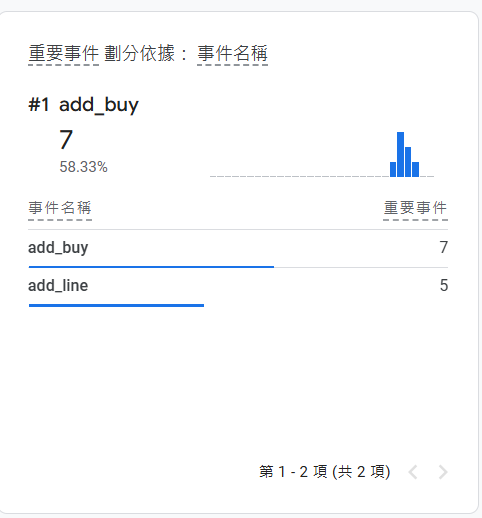 重要事件 劃分依據： 事件名稱
#1 add_buy
7
58.33%
事件名稱 重要事件
add_buy 7
add_line 5
第 1 - 2 項 (共 2 項)